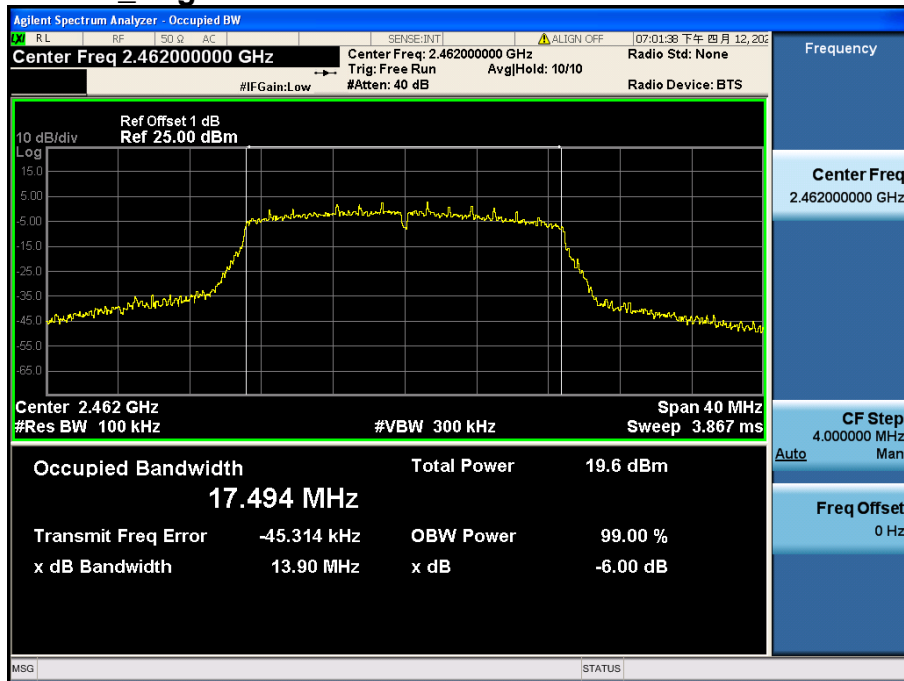 Agilent Spectrum Analyzer - Occupied BW
LXI RL RF 50 Ω AC SENSE:INT ALIGN OFF 07:01:38 下午 四月 12, 202
Center Freq 2.462000000 GHz
Center Freq: 2.462000000 GHz
Radio Std: None
Trig: Free Run Avg|Hold: 10/10
#IFGain:Low
#Atten: 40 dB
Radio Device: BTS
Ref Offset 1 dB
10 dB/div Ref 25.00 dBm
Log
15.0
5.00
-5.00
-15.0
-25.0
-35.0
-45.0
-55.0
-65.0
Center 2.462 GHz
Span 40 MHz
#Res BW 100 kHz
#VBW 300 kHz
Sweep 3.867 ms
Occupied Bandwidth
Total Power 19.6 dBm
17.494 MHz
Transmit Freq Error -45.314 kHz
OBW Power 99.00 %
x dB Bandwidth 13.90 MHz
x dB -6.00 dB
MSG
STATUS
Frequency
Center Freq
2.462000000 GHz
CF Step
4.000000 MHz
Auto Man
Freq Offset
0 Hz